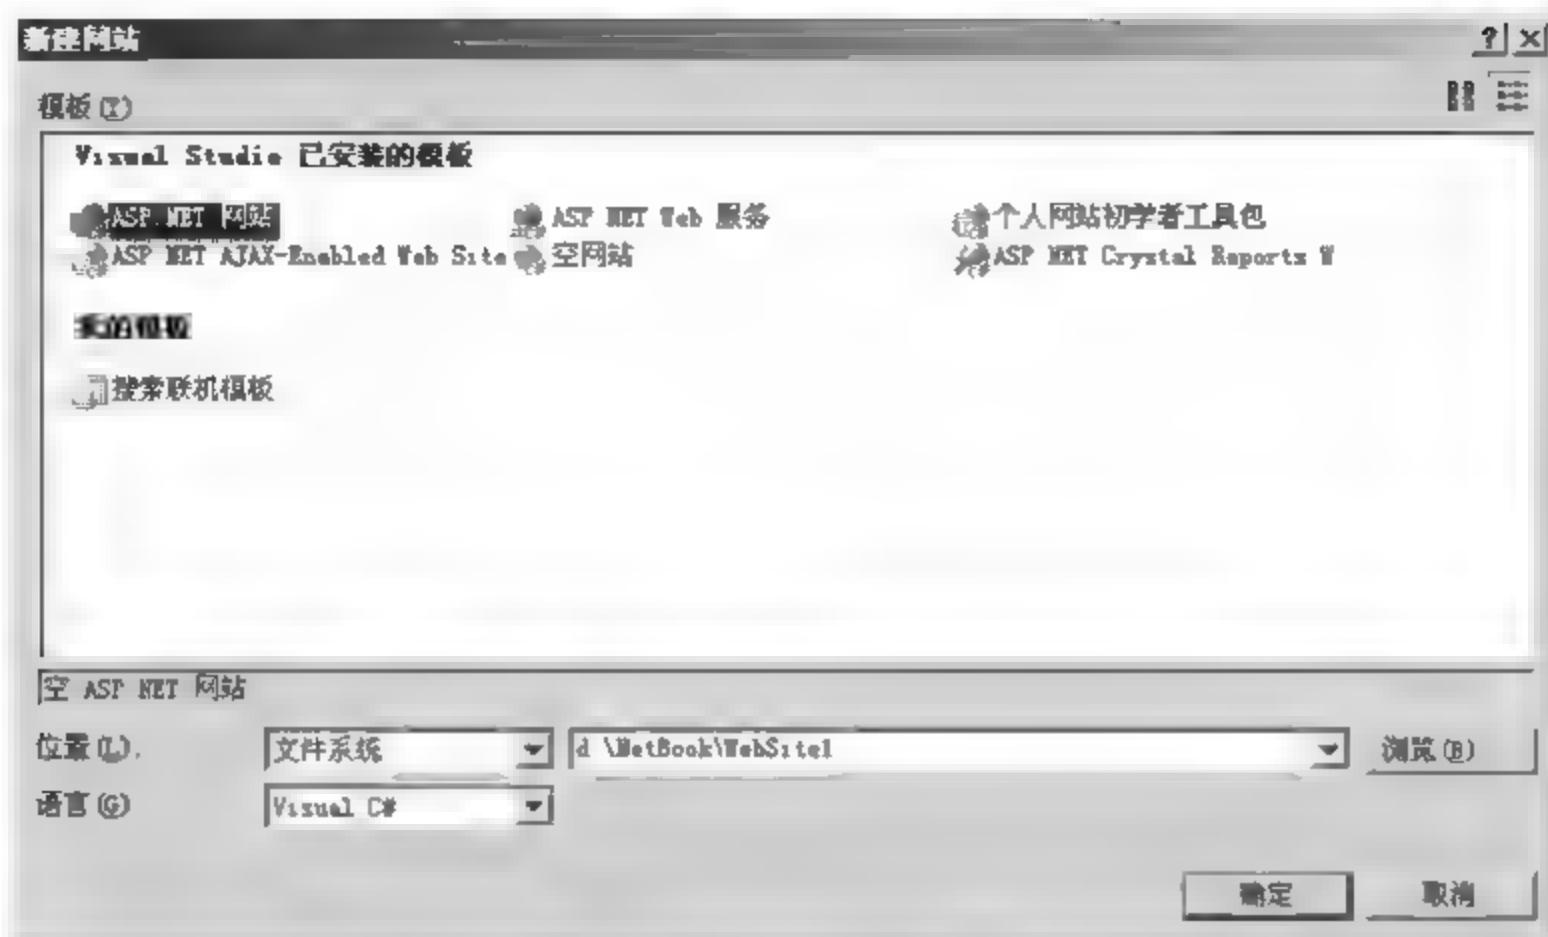 新建网站
模板(T)
Visual Studio 已安装的模板
ASP.NET 网站 ASP NET Web 服务 个人网站初学者工具包
ASP NET AJAX-Enabled Web Site 空网站 ASP NET Crystal Reports W
我的模板
搜索联机模板
空 ASP NET 网站
位置(L). 文件系统 d \NetBook\WebSite1 浏览(B)
语言(G) Visual C#
确定 取消